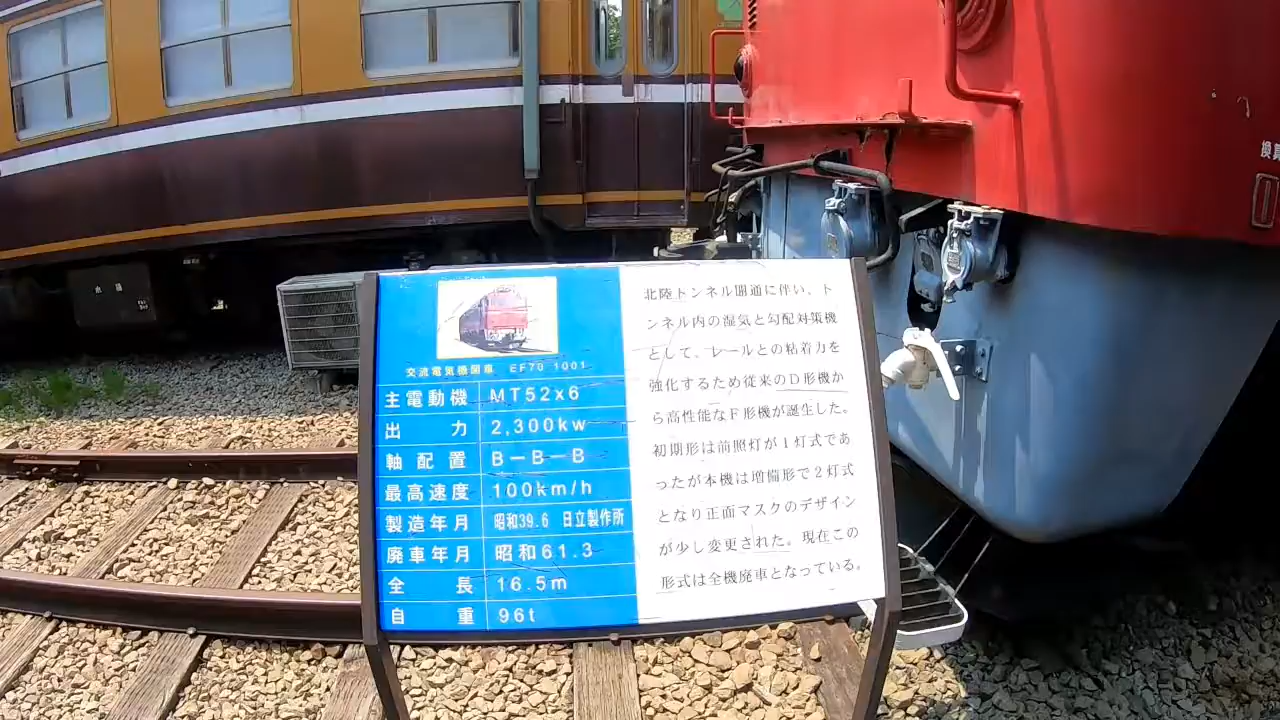 交流電気機関車 EF70 1001
主電動機 MT52x6
出力 2,300kw
軸配置 B－B－B
最高速度 100km/h
製造年月 昭和39.6 日立製作所
廃車年月 昭和61.3
全長 16.5m
自重 96t
北陸トンネル開通に伴い、ト
ンネル内の湿気と勾配対策機
として、レールとの粘着力を
強化するため従来のD形機か
ら高性能なF形機が誕生した。
初期形は前照灯が1灯式であ
ったが本機は増備形で2灯式
となり正面マスクのデザイン
が少し変更された。現在この
形式は全機廃車となっている。
換算